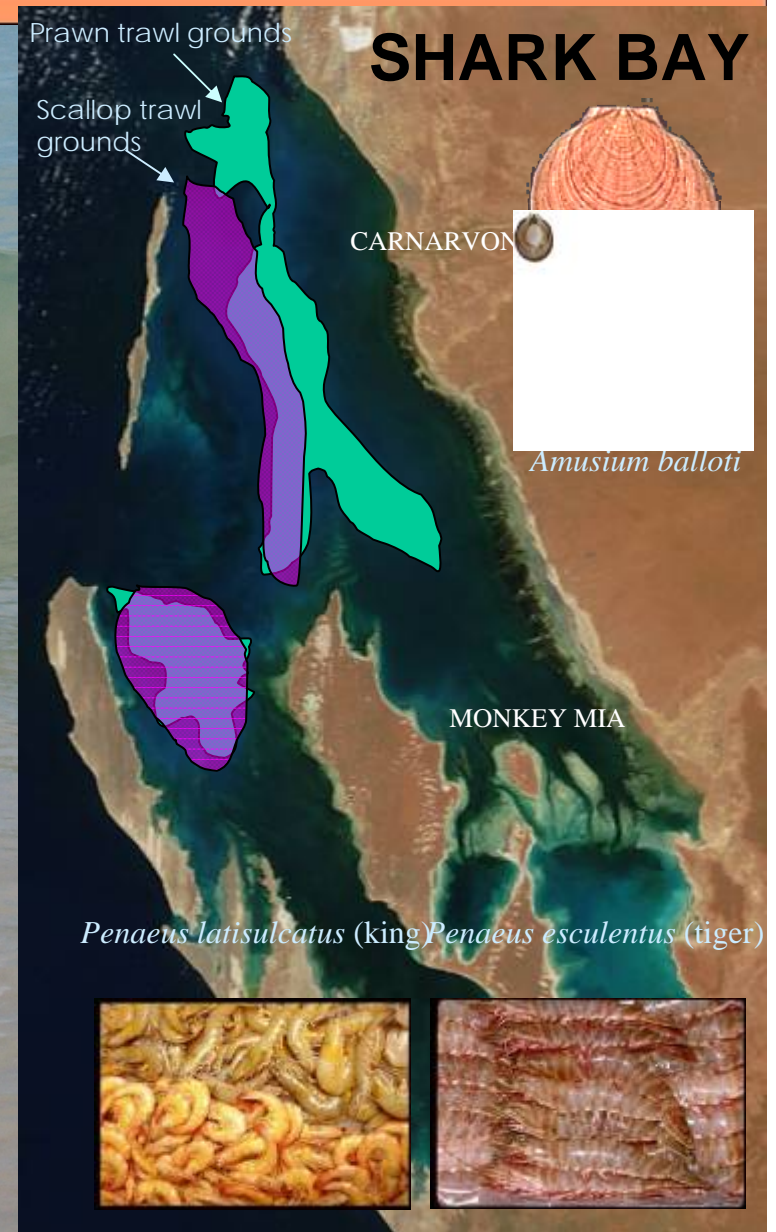 Prawn trawl grounds
SHARK BAY
Scallop trawl
grounds
CARNARVON
Amusium balloti
MONKEY MIA
Penaeus latisulcatus (king)
Penaeus esculentus (tiger)